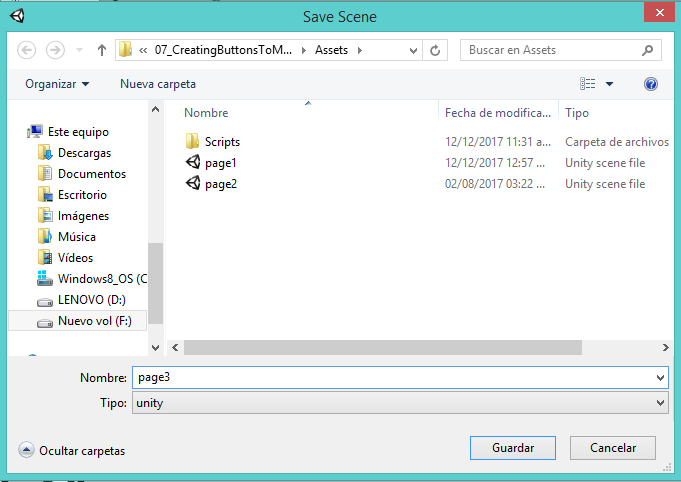 Save Scene
« 07_CreatingButtonsToM... Assets Buscar en Assets
Organizar Nueva carpeta
Nombre Fecha de modifica... Tipo
Este equipo
Descargas
Documentos
Escritorio
Imágenes
Música
Vídeos
Windows8_OS (C
LENOVO (D:)
Nuevo vol (F:)
Scripts 12/12/2017 11:31 a... Carpeta de archivos
page1 12/12/2017 12:57 ... Unity scene file
page2 02/08/2017 03:22 ... Unity scene file
Nombre: page3
Tipo: unity
Ocultar carpetas Guardar Cancelar